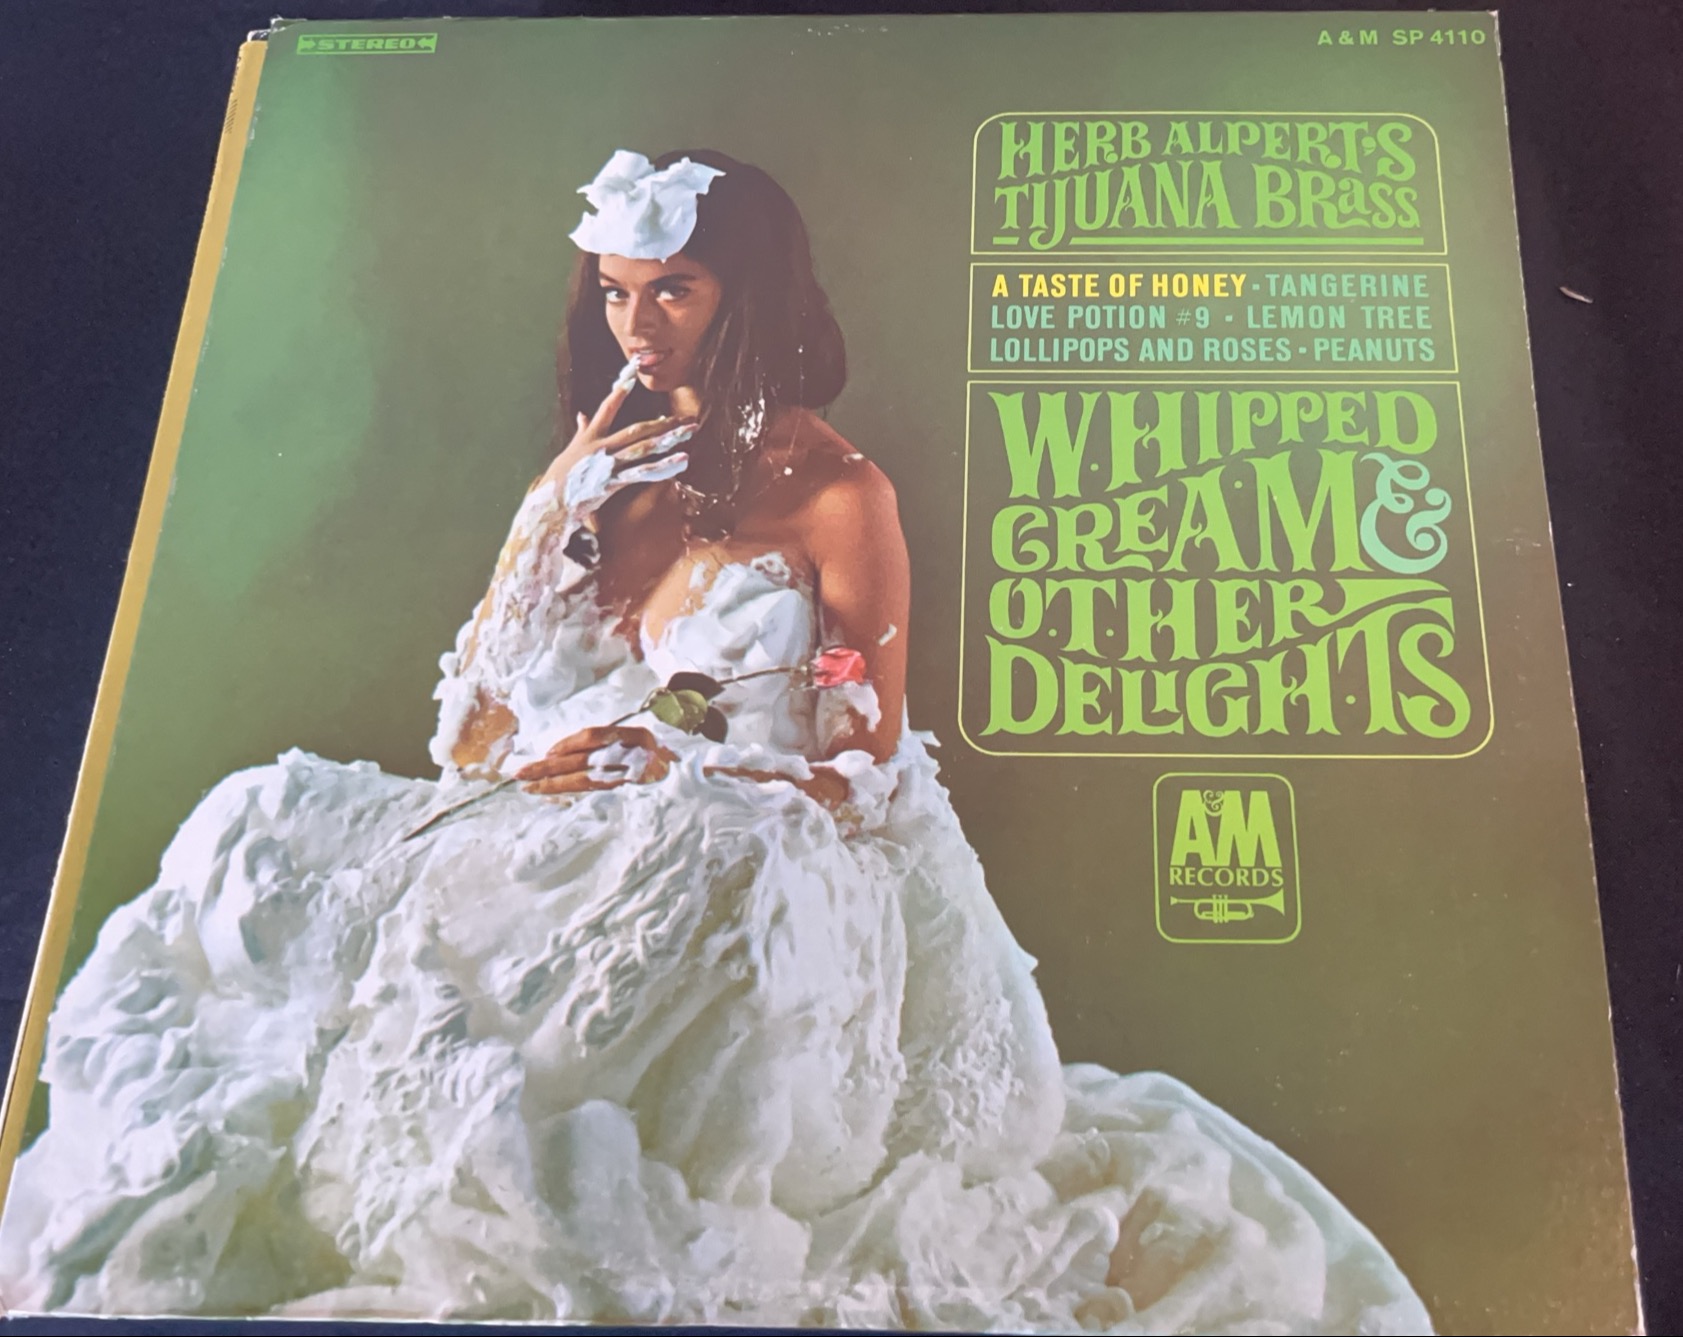 STEREO
A & M SP 4110
HERB ALPERT'S
TIJUANA BRASS
A TASTE OF HONEY · TANGERINE
LOVE POTION #9 · LEMON TREE
LOLLIPOPS AND ROSES · PEANUTS
WHIPPED
CREAM &
OTHER
DELIGHTS
A&M
RECORDS